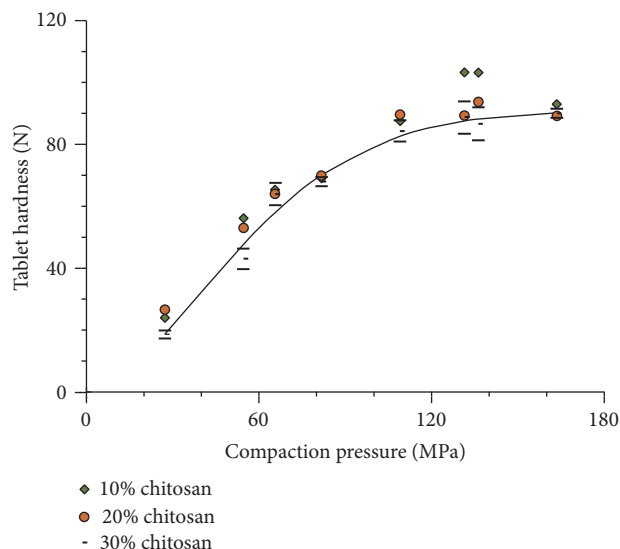 120
80
40
0
Tablet hardness (N)
0
60
120
180
Compaction pressure (MPa)
10% chitosan
20% chitosan
30% chitosan